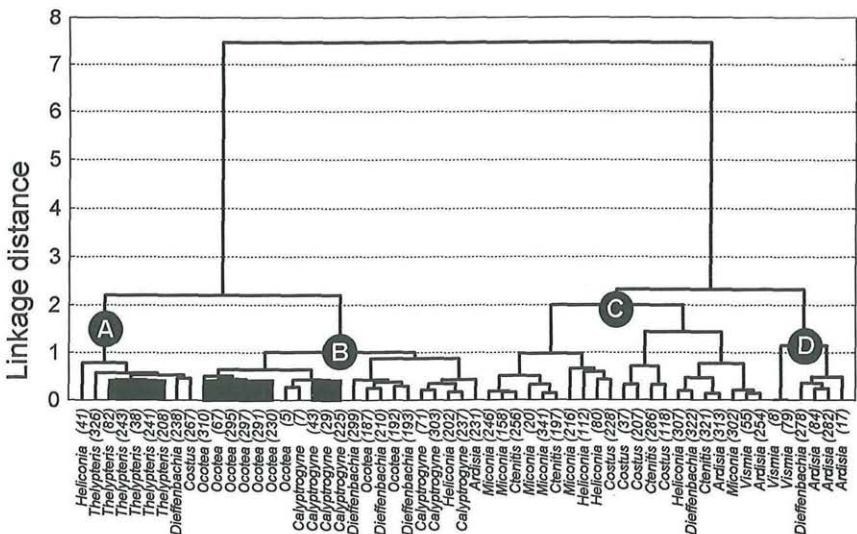 8
7
6
5
4
3
2
1
0
Linkage distance
A
B
C
D
Heliconia (41)
Thelypteris (326)
Thelypteris (82)
Thelypteris (243)
Thelypteris (38)
Thelypteris (241)
Thelypteris (208)
Dieffenbachia (238)
Costus (267)
Ocotea (310)
Ocotea (67)
Ocotea (295)
Ocotea (297)
Ocotea (291)
Ocotea (230)
Ocotea (5)
Calyptrogyne (7)
Calyptrogyne (43)
Calyptrogyne (29)
Calyptrogyne (225)
Dieffenbachia (299)
Ocotea (187)
Dieffenbachia (210)
Ocotea (192)
Dieffenbachia (193)
Calyptrogyne (71)
Calyptrogyne (303)
Heliconia (202)
Calyptrogyne (237)
Ardisia (231)
Miconia (246)
Miconia (158)
Ctenitis (256)
Miconia (20)
Miconia (341)
Ctenitis (197)
Miconia (216)
Heliconia (112)
Heliconia (80)
Costus (228)
Costus (37)
Costus (207)
Ctenitis (286)
Costus (118)
Heliconia (307)
Dieffenbachia (322)
Ctenitis (321)
Ardisia (313)
Miconia (302)
Vismia (55)
Ardisia (254)
Vismia (8)
Vismia (79)
Dieffenbachia (278)
Ardisia (84)
Ardisia (282)
Ardisia (32)
Ardisia (17)